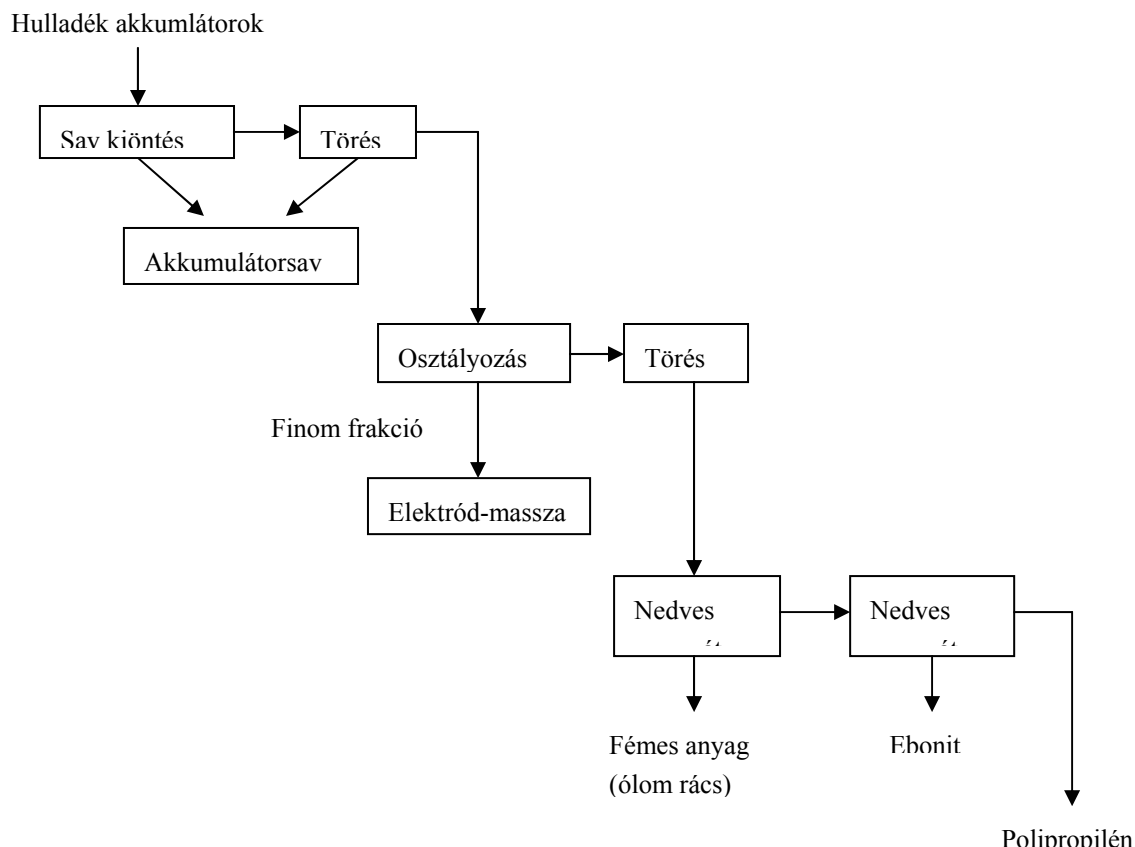 Hulladék akkumlátorok
Sav kiöntés
Törés
Akkumulátorsav
Osztályozás
Törés
Finom frakció
Elektród-massza
Nedves
Nedves
Fémes anyag
(ólom rács)
Ebonit
Polipropilén